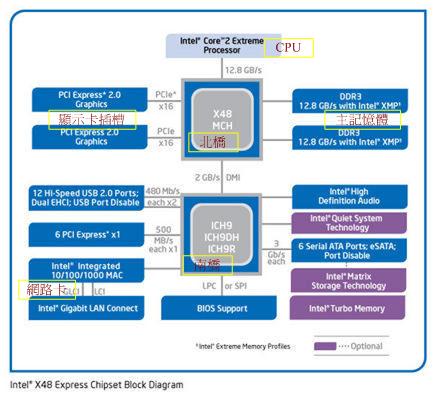 Intel® Core™2 Extreme
Processor
CPU
12.8 GB/s
PCI Express* 2.0
Graphics
顯示卡插槽
PCI Express 2.0
Graphics
PCIe*
x16
PCIe
x16
X48
MCH
北橋
DDR3
12.8 GB/s with Intel® XMP¹
主記憶體
DDR3
12.8 GB/s with Intel® XMP¹
2 GB/s
DMI
12 Hi-Speed USB 2.0 Ports;
Dual EHCI; USB Port Disable
480 Mb/s
each x2
6 PCI Express* x1
500
MB/s
each x1
Intel® Integrated
10/100/1000 MAC
網路卡
GLCI
LCI
Intel® Gigabit LAN Connect
ICH9
ICH9DH
ICH9R
南橋
Intel® High
Definition Audio
Intel® Quiet System
Technology
3
Gb/s
each
6 Serial ATA Ports; eSATA;
Port Disable
Intel® Matrix
Storage Technology
Intel® Turbo Memory
LPC
or SPI
BIOS Support
¹Intel® Extreme Memory Profiles
Optional
Intel® X48 Express Chipset Block Diagram